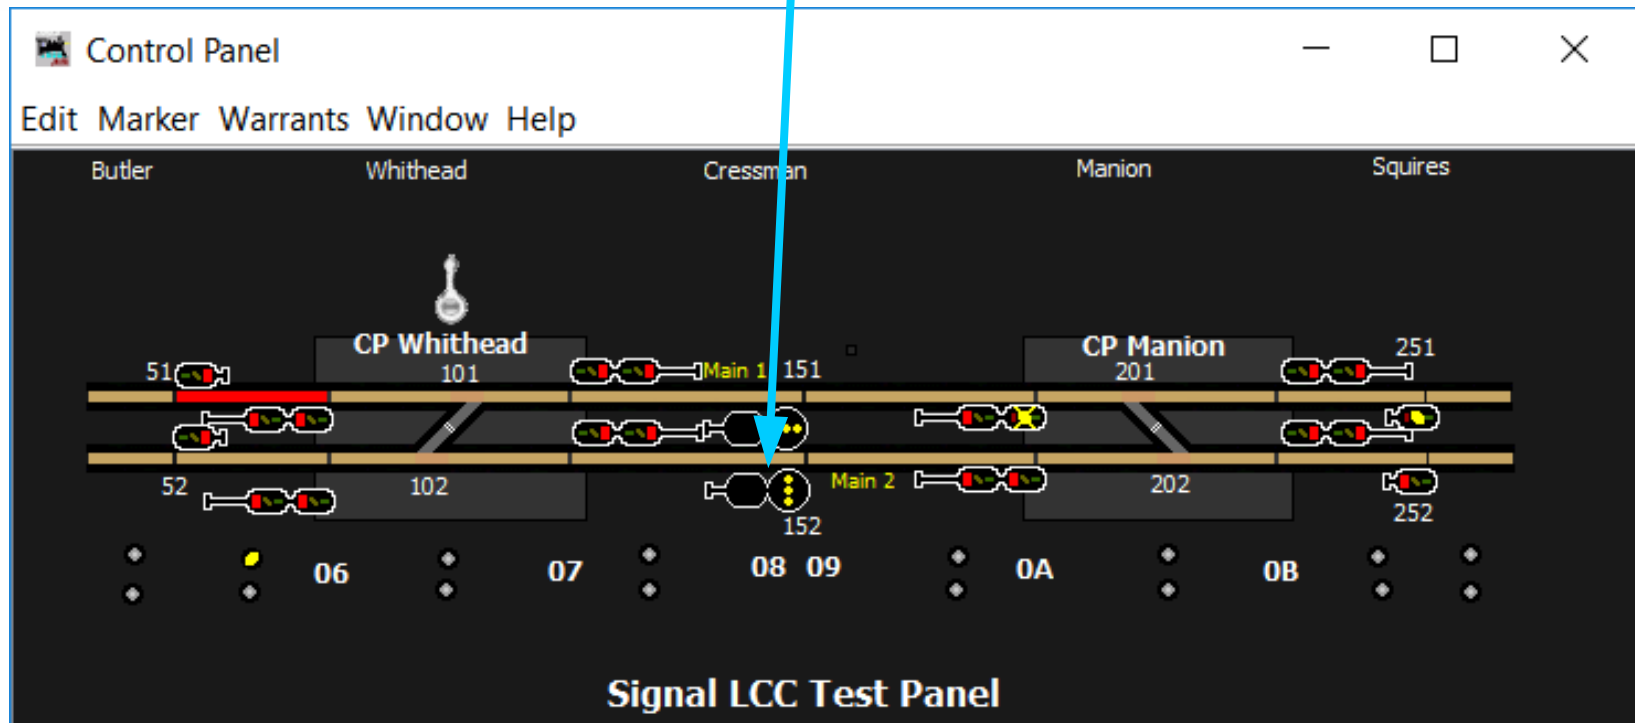 Control Panel
Edit Marker Warrants Window Help
Butler Whithead Cressman Manion Squires
CP Whithead CP Manion
51 101 Main 1 151 201 251
52 102 Main 2 152 202 252
06 07 08 09 0A 0B
Signal LCC Test Panel